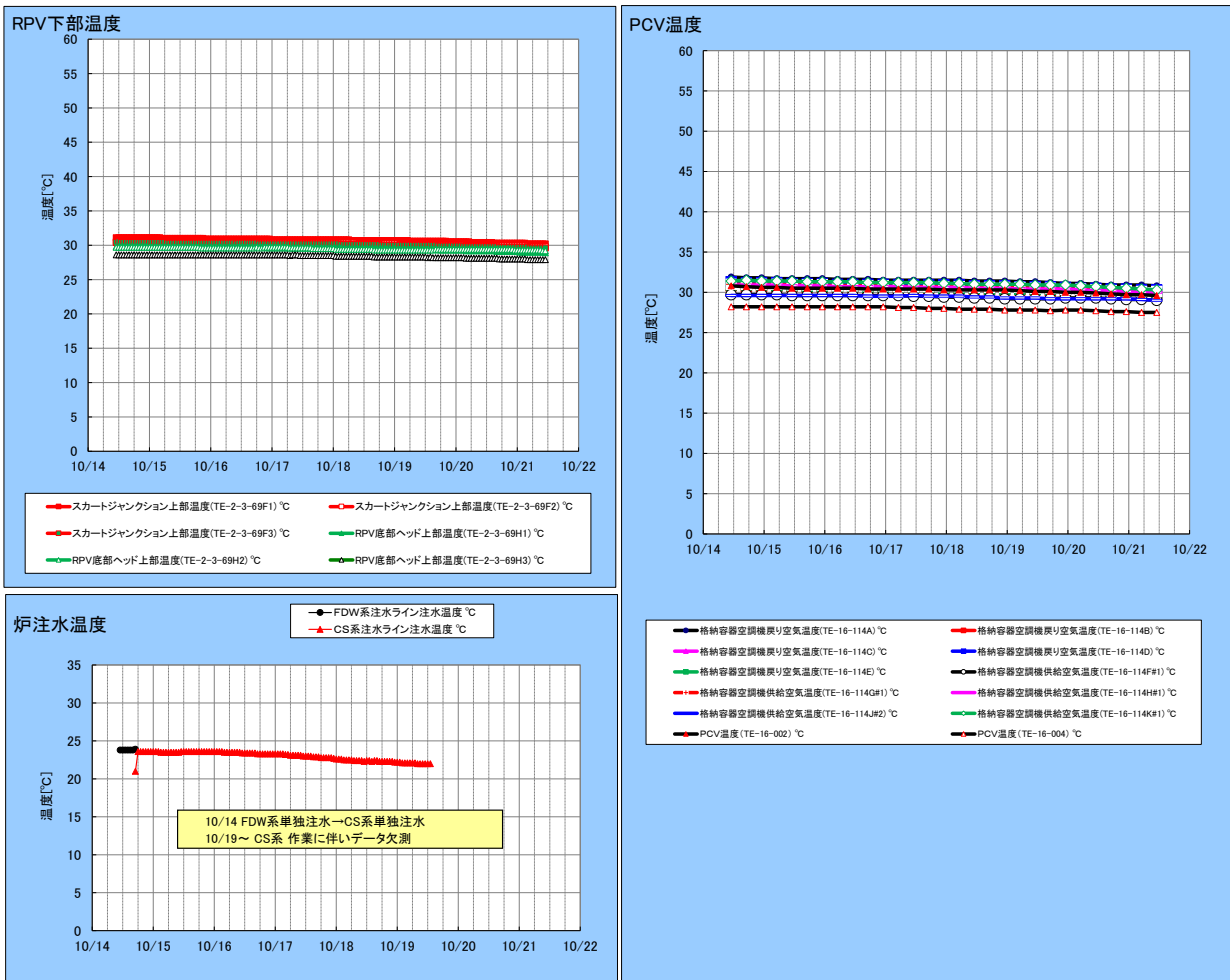 RPV下部温度
60
55
50
45
40
35
30
25
20
15
10
5
0
温度[℃]
10/14 10/15 10/16 10/17 10/18 10/19 10/20 10/21 10/22
スカートジャンクション上部温度(TE-2-3-69F1) ℃ スカートジャンクション上部温度(TE-2-3-69F2) ℃
スカートジャンクション上部温度(TE-2-3-69F3) ℃ RPV底部ヘッド上部温度(TE-2-3-69H1) ℃
RPV底部ヘッド上部温度(TE-2-3-69H2) ℃ RPV底部ヘッド上部温度(TE-2-3-69H3) ℃
炉注水温度
FDW系注水ライン注水温度 ℃
CS系注水ライン注水温度 ℃
35
30
25
20
15
10
5
0
温度[℃]
10/14 FDW系単独注水→CS系単独注水
10/19～ CS系 作業に伴いデータ欠測
10/14 10/15 10/16 10/17 10/18 10/19 10/20 10/21 10/22
PCV温度
60
55
50
45
40
35
30
25
20
15
10
5
0
温度[℃]
10/14 10/15 10/16 10/17 10/18 10/19 10/20 10/21 10/22
格納容器空調機戻り空気温度(TE-16-114A) ℃ 格納容器空調機戻り空気温度(TE-16-114B) ℃
格納容器空調機戻り空気温度(TE-16-114C) ℃ 格納容器空調機戻り空気温度(TE-16-114D) ℃
格納容器空調機戻り空気温度(TE-16-114E) ℃ 格納容器空調機供給空気温度(TE-16-114F#1) ℃
格納容器空調機供給空気温度(TE-16-114G#1) ℃ 格納容器空調機供給空気温度(TE-16-114H#1) ℃
格納容器空調機供給空気温度(TE-16-114J#2) ℃ 格納容器空調機供給空気温度(TE-16-114K#1) ℃
PCV温度(TE-16-002) ℃ PCV温度(TE-16-004) ℃